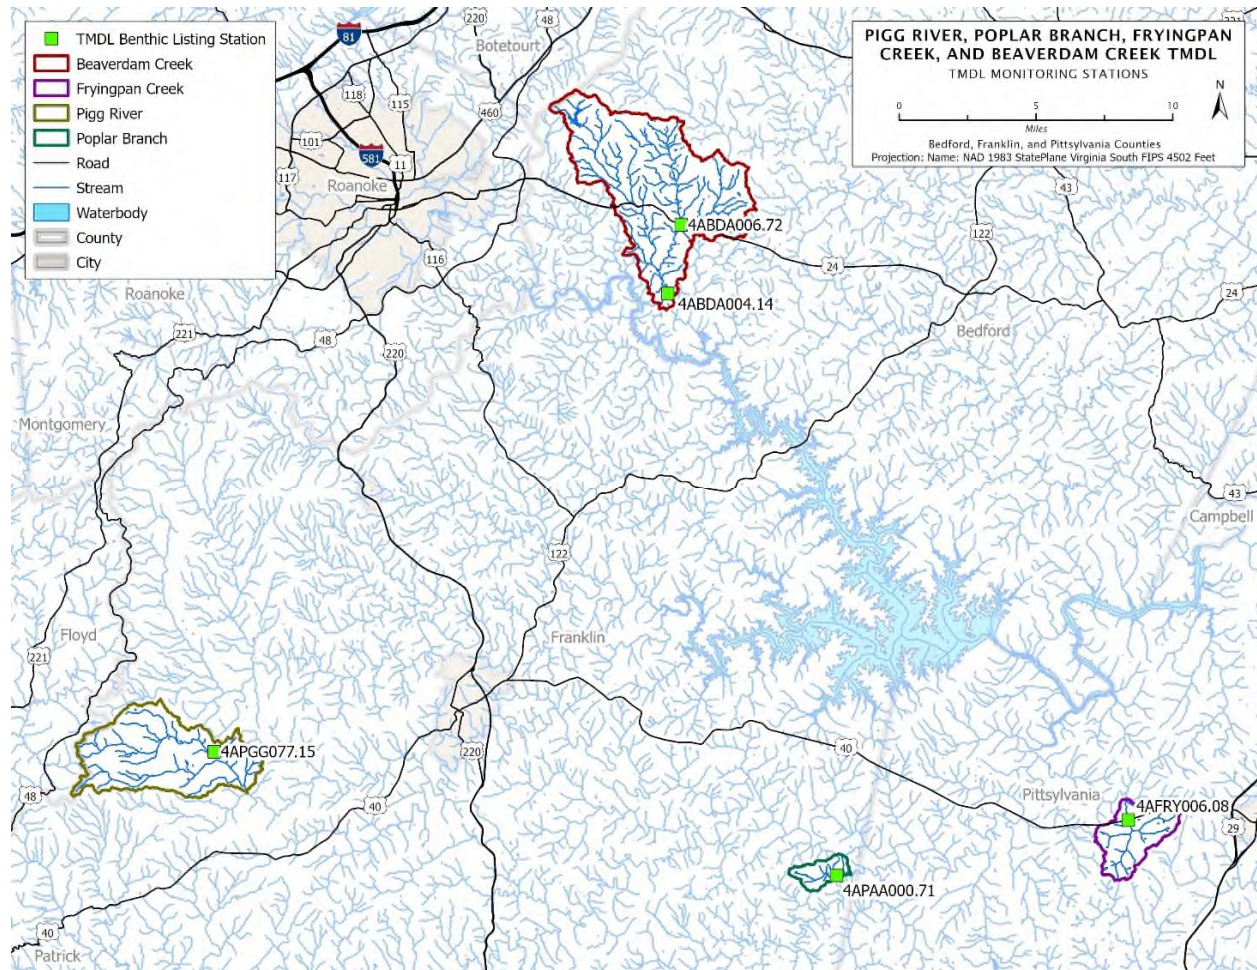 TMDL Benthic Listing Station
Beaverdam Creek
Fryingpan Creek
Pigg River
Poplar Branch
Road
Stream
Waterbody
County
City
PIGG RIVER, POPLAR BRANCH, FRYINGPAN
CREEK, AND BEAVERDAM CREEK TMDL
TMDL MONITORING STATIONS
N
0 5 10
Miles
Bedford, Franklin, and Pittsylvania Counties
Projection: Name: NAD 1983 StatePlane Virginia South FIPS 4502 Feet
81
220
48
Botetourt
118
115
460
101
581
11
117
Roanoke
43
4ABDA006.72
122
116
24
Roanoke
4ABDA004.14
24
221
48
220
Bedford
Montgomery
43
Campbell
122
Floyd
Franklin
221
4APGG077.15
220
40
48
40
Pittsylvania
4AFRY006.08
29
4APAA000.71
40
Patrick